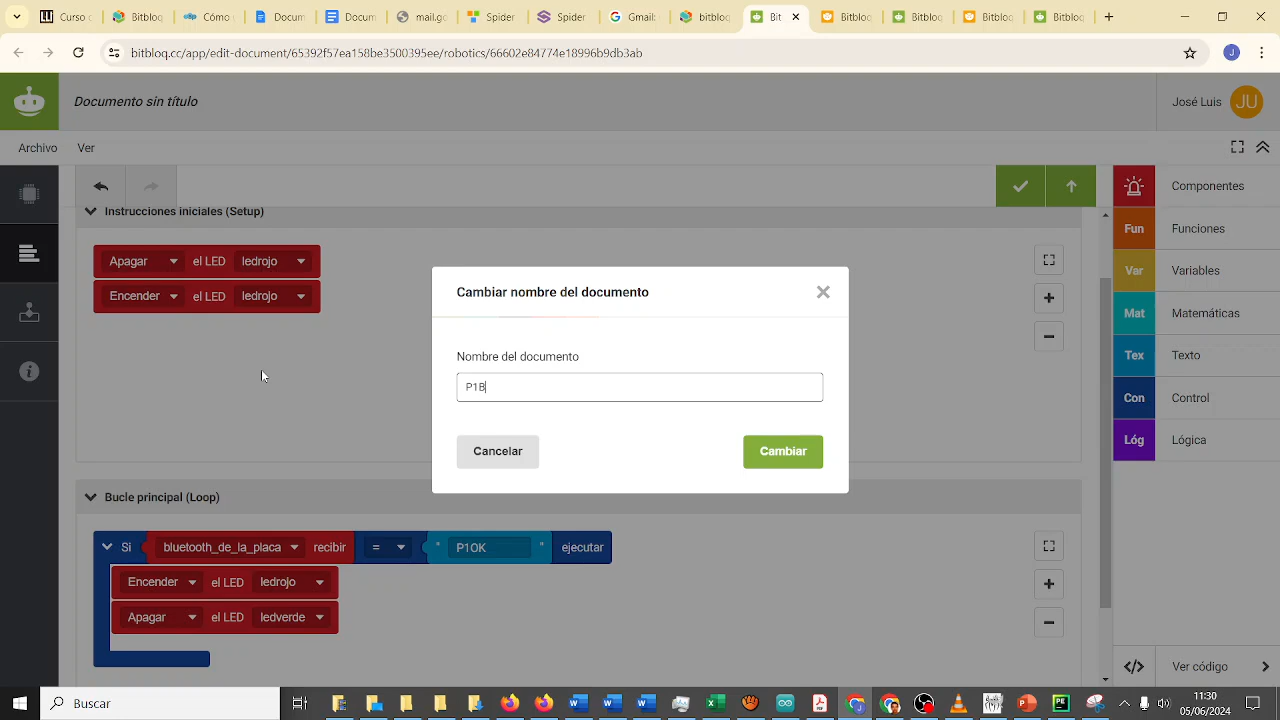 Curso
Cómo
Docum
Docum
mail.go
Spider
Spider
Gmail:
bitbloq
Bit
Bitbloq
Bitbloq
Bitbloq
Bitbloq
bitbloq.cc/app/edit-document/65392f57ea158be3500395ee/robotics/66602e84774e18996b9db3ab
J
Documento sin título
José Luis JU
Archivo Ver
Instrucciones iniciales (Setup)
Apagar el LED ledrojo
Encender el LED ledrojo
Cambiar nombre del documento
Nombre del documento
P1B
Cancelar Cambiar
Bucle principal (Loop)
Si bluetooth_de_la_placa recibir = " P1OK " ejecutar
Encender el LED ledrojo
Apagar el LED ledverde
Componentes
Fun Funciones
Var Variables
Mat Matemáticas
Tex Texto
Con Control
Lóg Lógica
Ver código
Buscar
11:30
05/06/2024